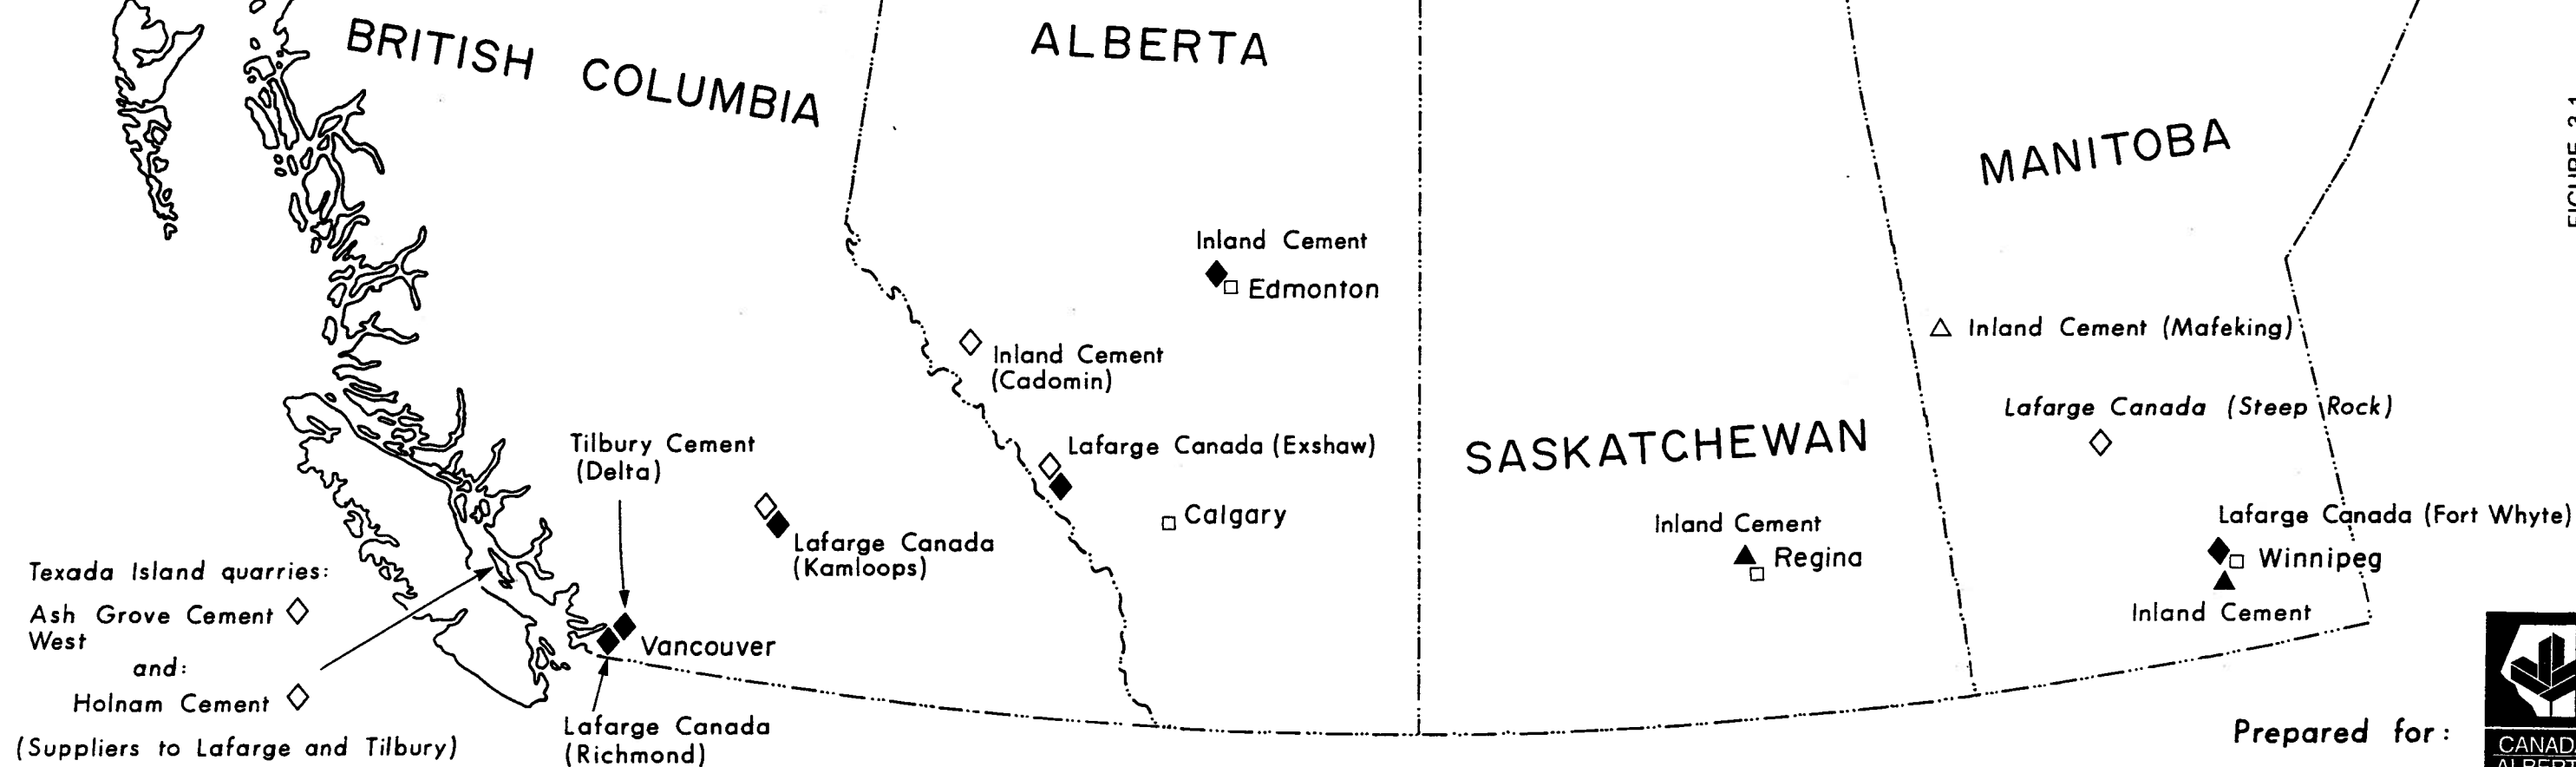 BRITISH COLUMBIA
ALBERTA
MANITOBA
SASKATCHEWAN
Inland Cement
Edmonton
Inland Cement
(Cadomin)
Inland Cement (Mafeking)
Lafarge Canada (Steep Rock)
Lafarge Canada (Exshaw)
Calgary
Tilbury Cement
(Delta)
Lafarge Canada
(Kamloops)
Inland Cement
Regina
Lafarge Canada (Fort Whyte)
Winnipeg
Inland Cement
Texada Island quarries:
Ash Grove Cement
West
and:
Holnam Cement
(Suppliers to Lafarge and Tilbury)
Vancouver
Lafarge Canada
(Richmond)
Prepared for: